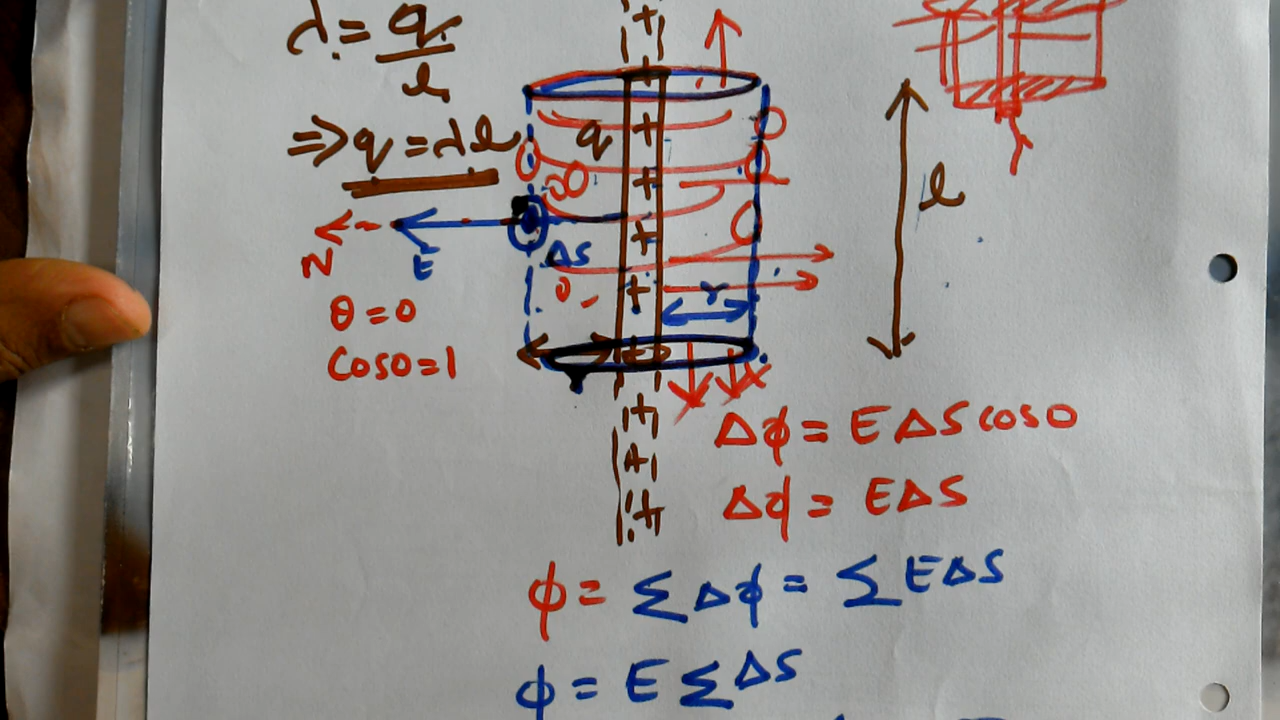 λ = q/l
⇒ q = λl
+
+
+
q
+
+
l
+
N
E
ΔS
+
r
θ = 0
Cos0 = 1
+
Δφ = EΔS cos0
+
Δφ = EΔS
+
φ = ΣΔφ = ΣEΔS
φ = EΣΔS